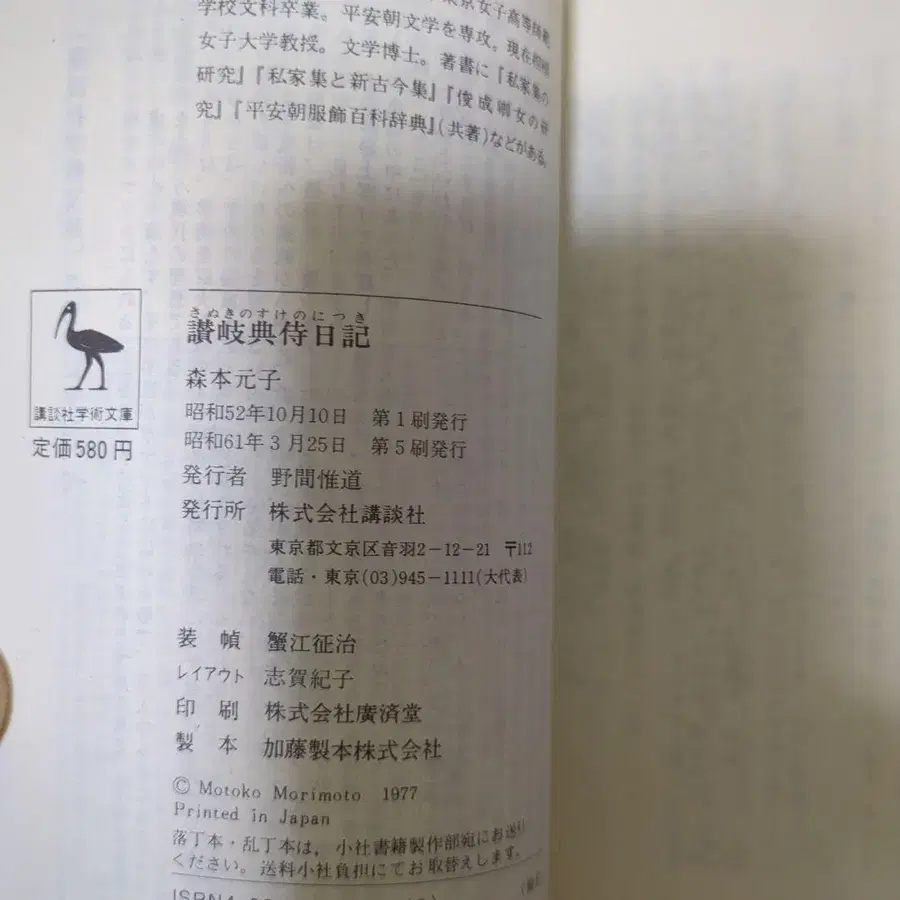 学校文科卒業。平安朝文学を専攻。現在相模
女子大学教授。文学博士。著書に『私家集の
研究』『私家集と新古今集』『俊成卿女の研
究』『平安朝服飾百科辞典』(共著)などがある。
さぬきのすけのにつき
讃岐典侍日記
森本元子
昭和52年10月10日 第1刷発行
昭和61年3月25日 第5刷発行
発行者 野間惟道
発行所 株式会社講談社
東京都文京区音羽2-12-21 〒112
電話・東京(03)945-1111(大代表)
装幀 蟹江征治
レイアウト 志賀紀子
印刷 株式会社廣済堂
製本 加藤製本株式会社
© Motoko Morimoto 1977
Printed in Japan
落丁本・乱丁本は、小社書籍製作部宛にお送り
ください。送料小社負担にてお取替えします。
講談社学術文庫
定価580円